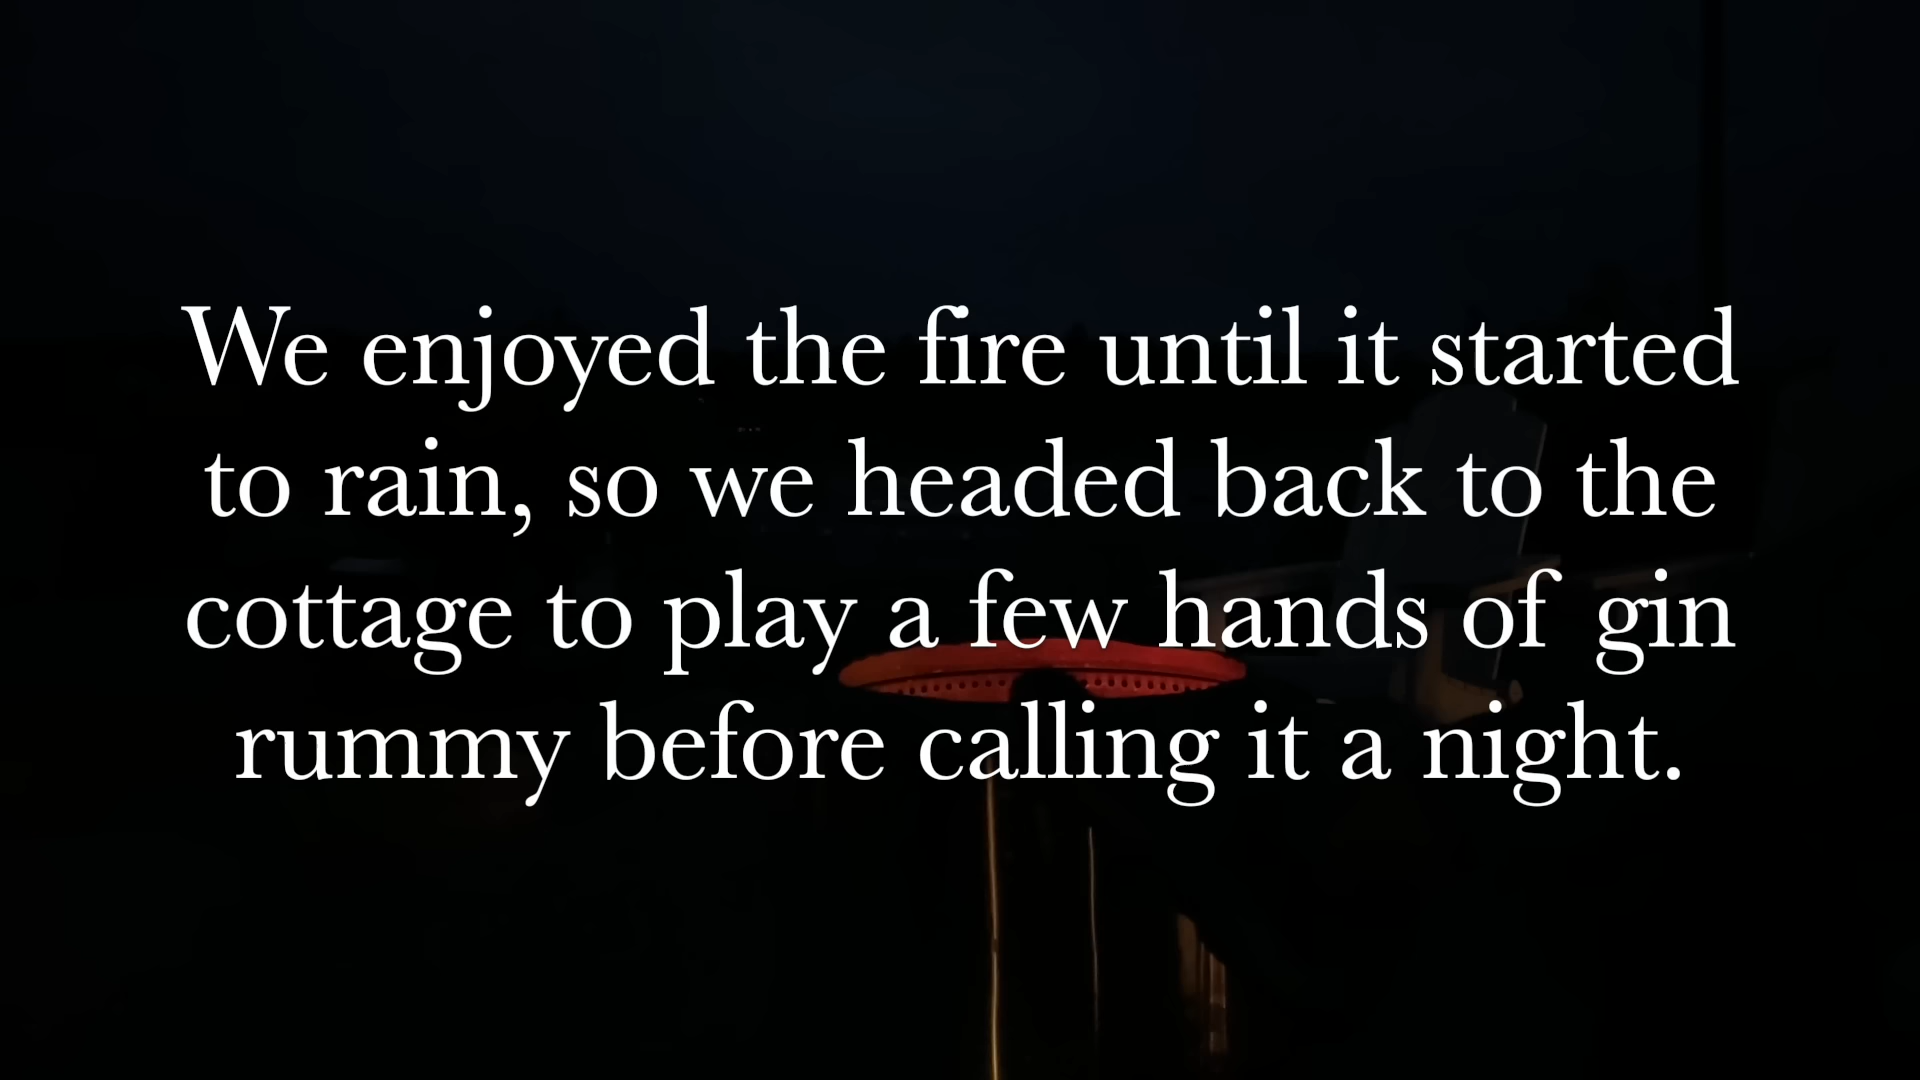 We enjoyed the fire until it started
to rain, so we headed back to the
cottage to play a few hands of gin
rummy before calling it a night.